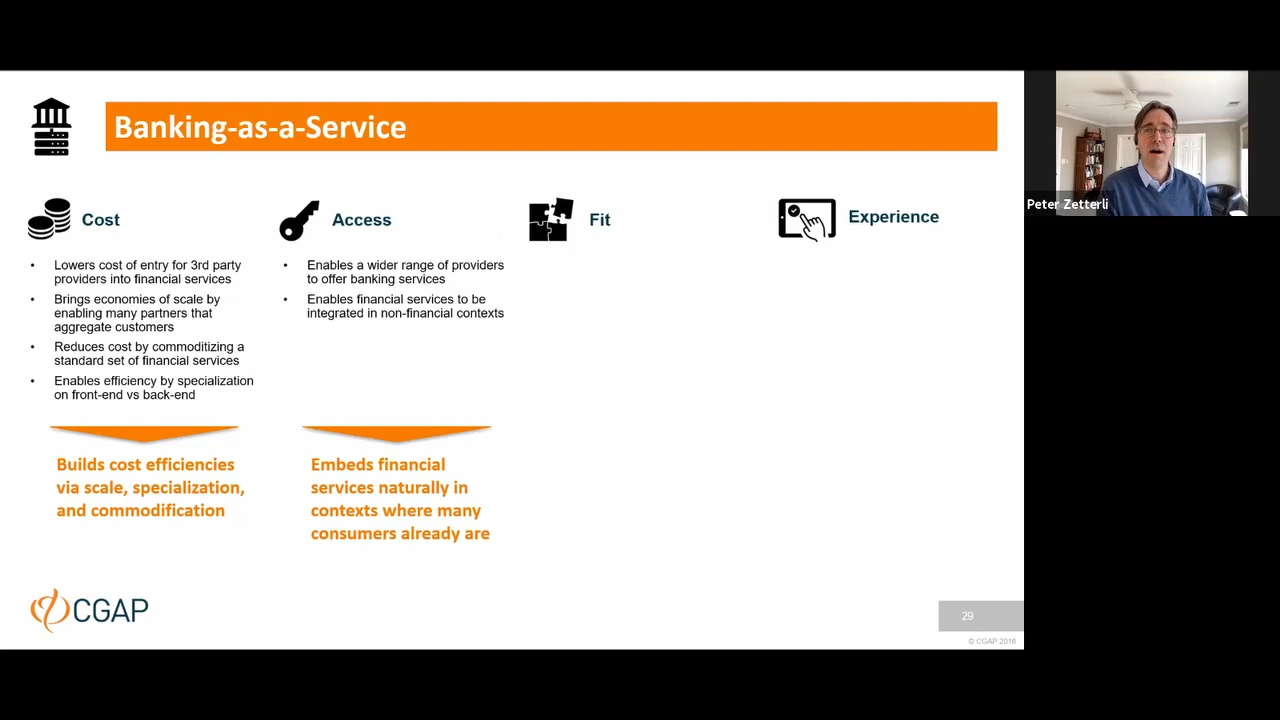 Banking-as-a-Service
Cost
Access
Fit
Experience
• Lowers cost of entry for 3rd party
providers into financial services
• Brings economies of scale by
enabling many partners that
aggregate customers
• Reduces cost by commoditizing a
standard set of financial services
• Enables efficiency by specialization
on front-end vs back-end
• Enables a wider range of providers
to offer banking services
• Enables financial services to be
integrated in non-financial contexts
Builds cost efficiencies
via scale, specialization,
and commodification
Embeds financial
services naturally in
contexts where many
consumers already are
CGAP
29
© CGAP 2018
Peter Zetterli